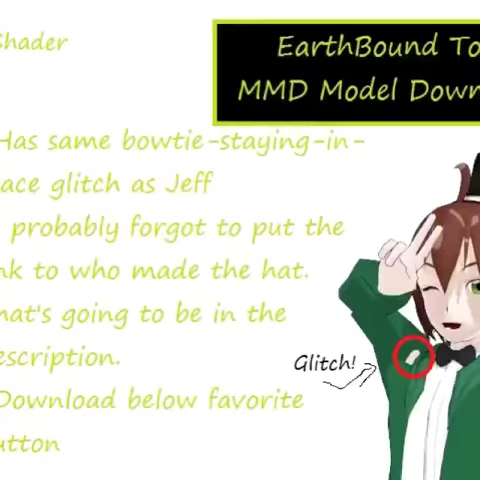 Shader
EarthBound To
MMD Model Down
Has same bowtie-staying-in-
ace glitch as Jeff
probably forgot to put the
nk to who made the hat.
hat's going to be in the
escription.
Glitch!
Download below favorite
utton